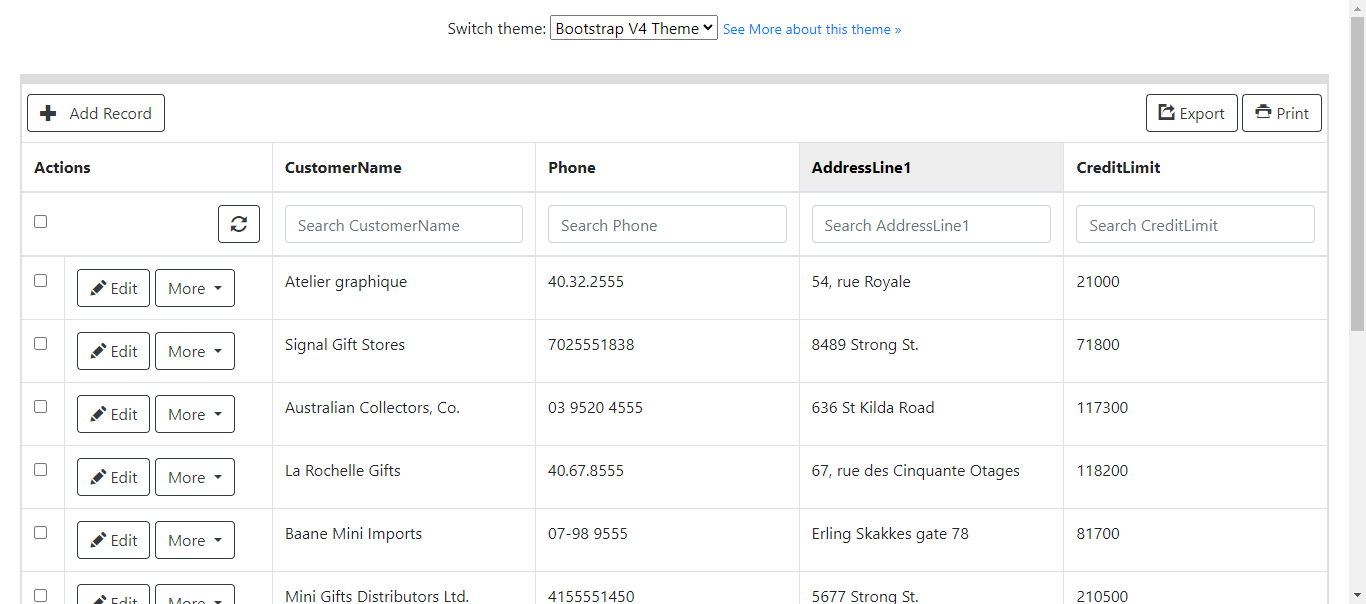 Switch theme: Bootstrap V4 Theme See More about this theme »
Add Record Export Print
Actions CustomerName Phone AddressLine1 CreditLimit
Search CustomerName Search Phone Search AddressLine1 Search CreditLimit
Edit More Atelier graphique 40.32.2555 54, rue Royale 21000
Edit More Signal Gift Stores 7025551838 8489 Strong St. 71800
Edit More Australian Collectors, Co. 03 9520 4555 636 St Kilda Road 117300
Edit More La Rochelle Gifts 40.67.8555 67, rue des Cinquante Otages 118200
Edit More Baane Mini Imports 07-98 9555 Erling Skakkes gate 78 81700
Edit More Mini Gifts Distributors Ltd. 4155551450 5677 Strong St. 210500